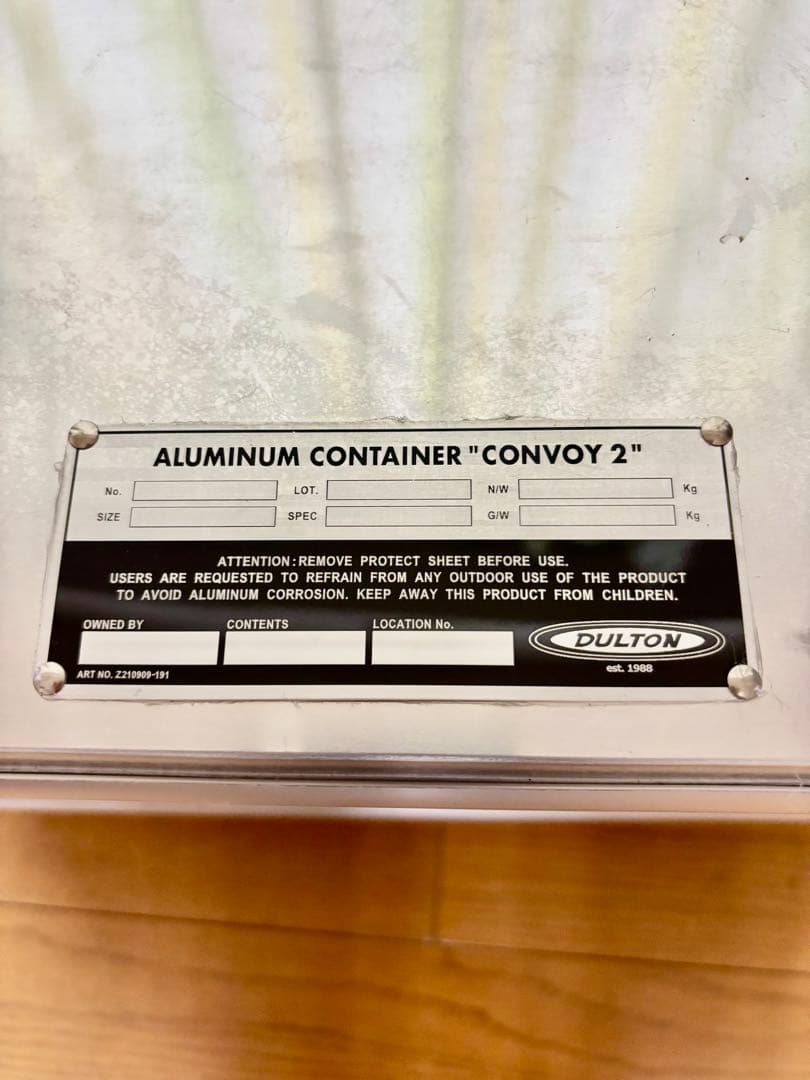 ALUMINUM CONTAINER "CONVOY 2"
No. LOT. N/W Kg
SIZE SPEC G/W Kg
ATTENTION:REMOVE PROTECT SHEET BEFORE USE.
USERS ARE REQUESTED TO REFRAIN FROM ANY OUTDOOR USE OF THE PRODUCT
TO AVOID ALUMINUM CORROSION. KEEP AWAY THIS PRODUCT FROM CHILDREN.
OWNED BY CONTENTS LOCATION No.
DULTON
est. 1988
ART NO. Z210909-191